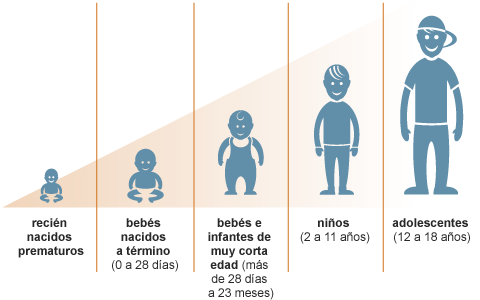 recién
nacidos
prematuros
bebés
nacidos
a término
(0 a 28 días)
bebés e
infantes de
muy corta
edad (más
de 28 días
a 23 meses)
niños
(2 a 11 años)
adolescentes
(12 a 18 años)